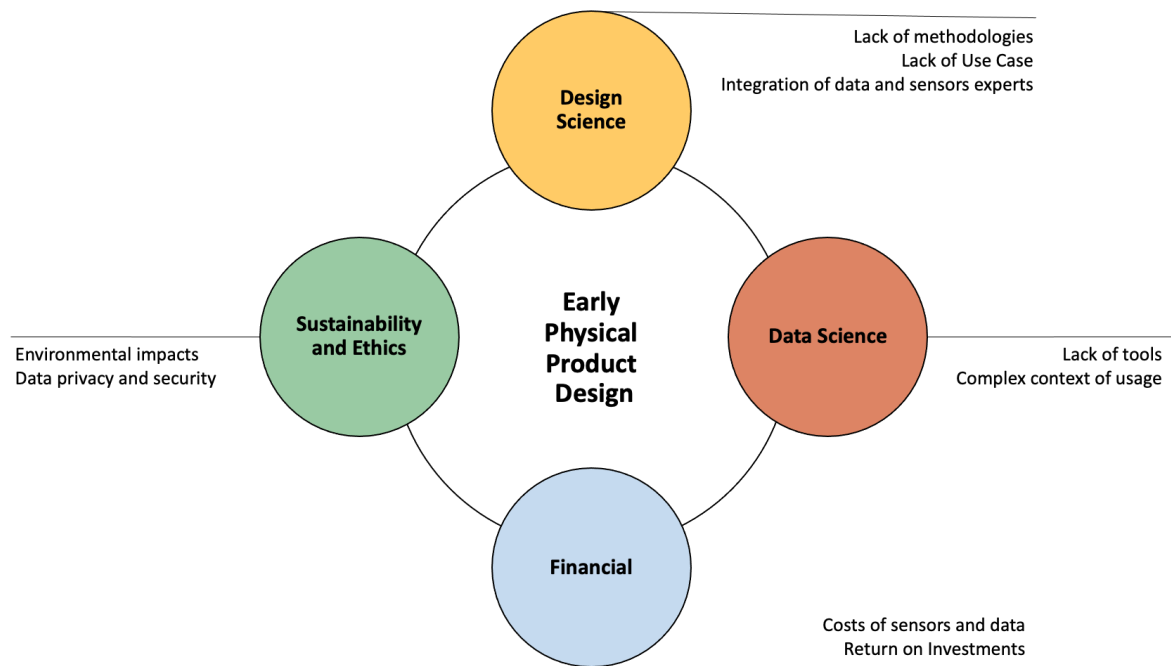 Lack of methodologies
Lack of Use Case
Integration of data and sensors experts
Design
Science
Sustainability
and Ethics
Early
Physical
Product
Design
Data Science
Environmental impacts
Data privacy and security
Lack of tools
Complex context of usage
Financial
Costs of sensors and data
Return on Investments